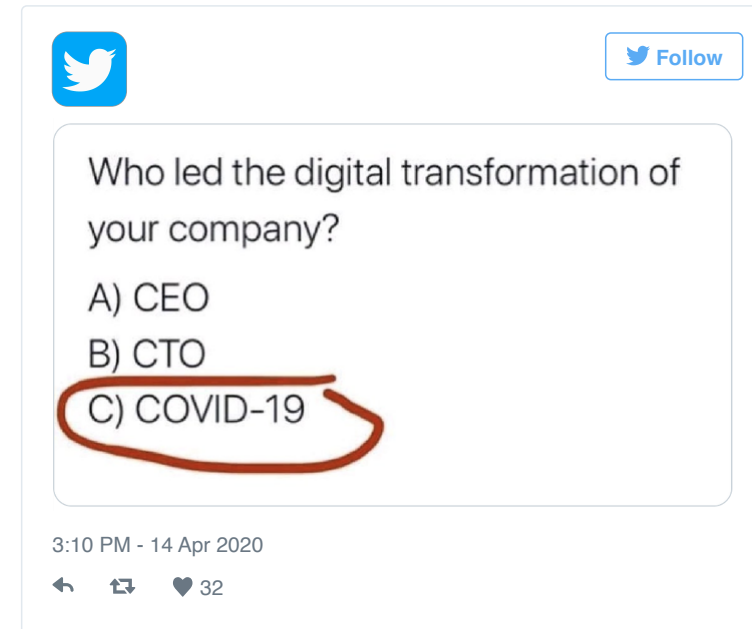 Follow
Who led the digital transformation of
your company?
A) CEO
B) CTO
C) COVID-19
3:10 PM - 14 Apr 2020
32